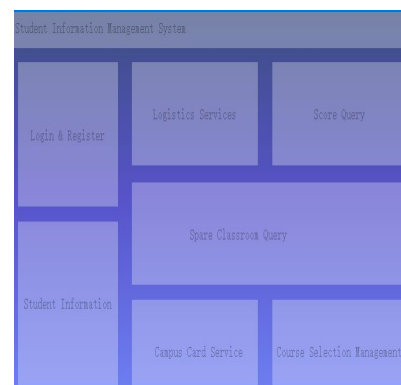 Student Information Management System
Login & Register
Logistics Services
Score Query
Spare Classroom Query
Student Information
Campus Card Service
Course Selection Management